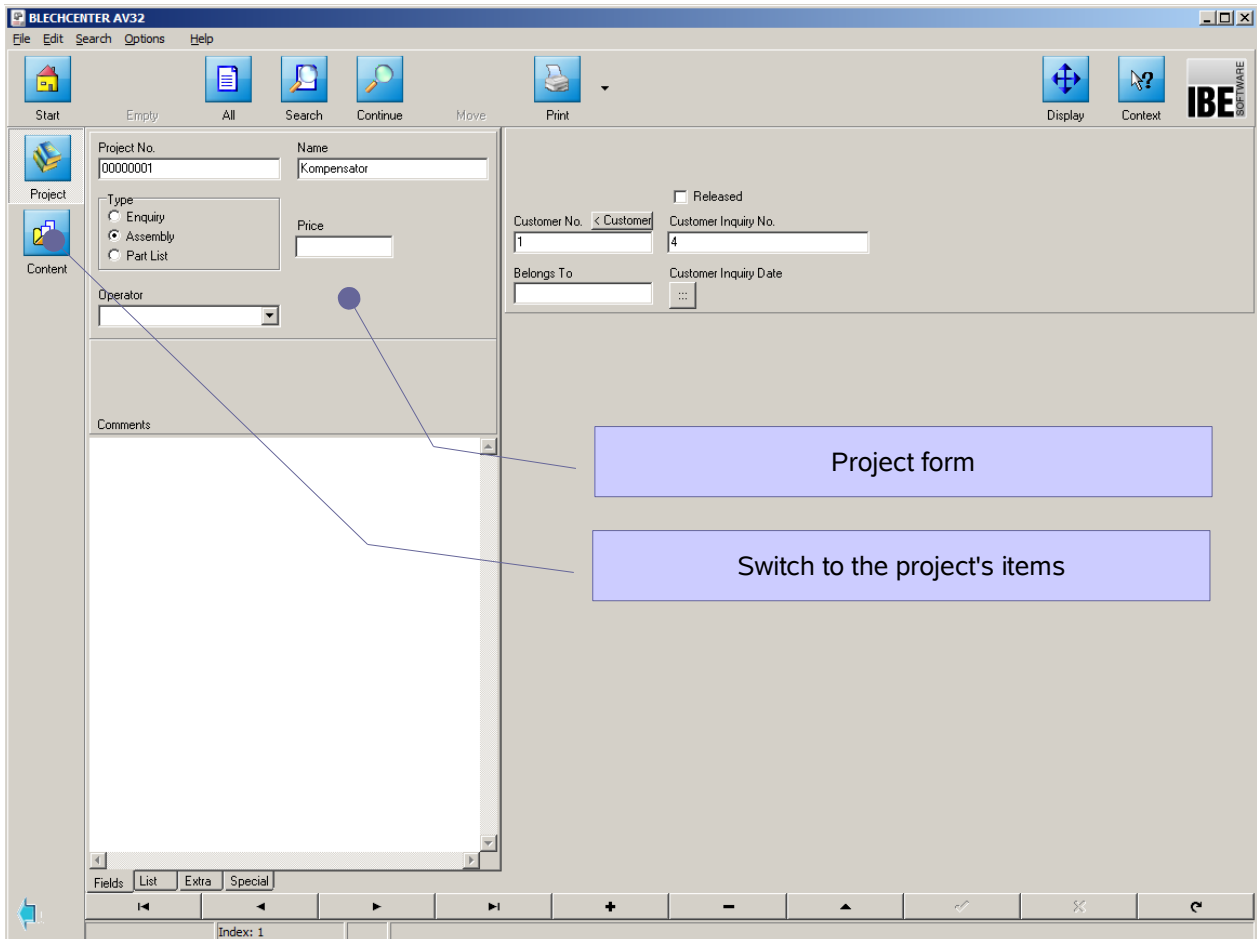 BLECHCENTER AV32
File Edit Search Options Help
Start Empty All Search Continue Move Print Display Context IBE SOFTWARE
Project
Content
Project No. Name
00000001 Kompensator
Type
Enquiry
Assembly
Part List
Price
Operator
Comments
Released
Customer No. < Customer Customer Inquiry No.
1 4
Belongs To Customer Inquiry Date
:::
Project form
Switch to the project's items
Fields List Extra Special
Index: 1